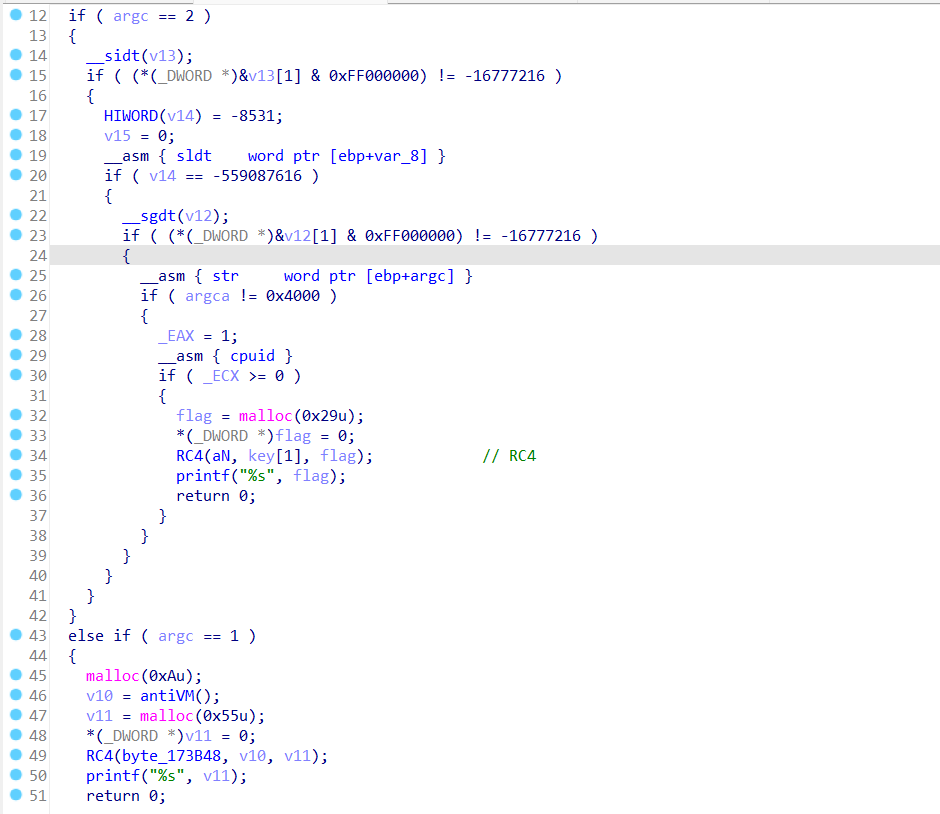 12 if ( argc == 2 )
13 {
14 __sidt(v13);
15 if ( (*(_DWORD *)&v13[1] & 0xFF000000) != -16777216 )
16 {
17 HIWORD(v14) = -8531;
18 v15 = 0;
19 __asm { sldt    word ptr [ebp+var_8] }
20 if ( v14 == -559087616 )
21 {
22 __sgdt(v12);
23 if ( (*(_DWORD *)&v12[1] & 0xFF000000) != -16777216 )
24 {
25 __asm { str     word ptr [ebp+argc] }
26 if ( argca != 0x4000 )
27 {
28 _EAX = 1;
29 __asm { cpuid }
30 if ( _ECX >= 0 )
31 {
32 flag = malloc(0x29u);
33 *(_DWORD *)flag = 0;
34 RC4(aN, key[1], flag);            // RC4
35 printf("%s", flag);
36 return 0;
37 }
38 }
39 }
40 }
41 }
42 }
43 else if ( argc == 1 )
44 {
45 malloc(0xAu);
46 v10 = antiVM();
47 v11 = malloc(0x55u);
48 *(_DWORD *)v11 = 0;
49 RC4(byte_173B48, v10, v11);
50 printf("%s", v11);
51 return 0;